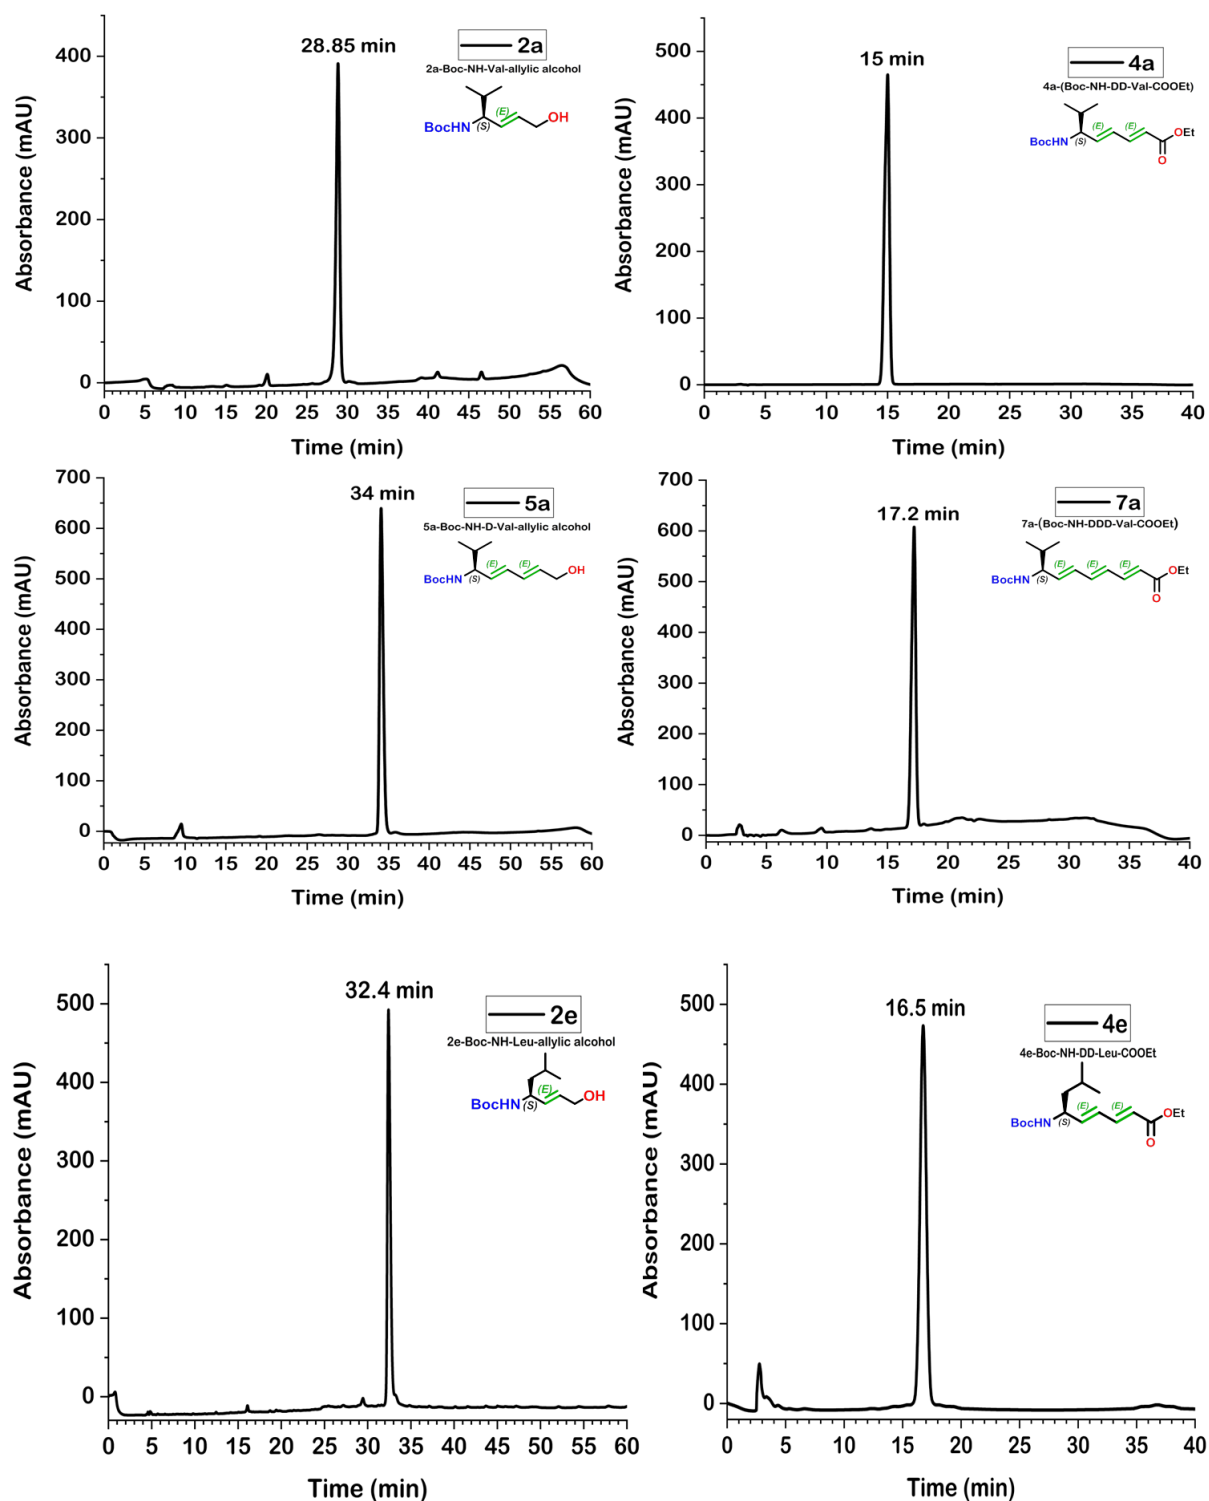 28.85 min
2a
2a-Boc-NH-Val-allylic alcohol
BocHN
(S)
(E)
OH
Absorbance (mAU)
400
300
200
100
0
0 5 10 15 20 25 30 35 40 45 50 55 60
Time (min)
15 min
4a
4a-(Boc-NH-DD-Val-COOEt)
BocHN
(S)
(E)
(E)
OEt
O
Absorbance (mAU)
500
400
300
200
100
0
0 5 10 15 20 25 30 35 40
Time (min)
34 min
5a
5a-Boc-NH-D-Val-allylic alcohol
BocHN
(S)
(E)
(E)
OH
Absorbance (mAU)
700
600
500
400
300
200
100
0
0 5 10 15 20 25 30 35 40 45 50 55 60
Time (min)
17.2 min
7a
7a-(Boc-NH-DDD-Val-COOEt)
BocHN
(S)
(E)
(E)
(E)
OEt
O
Absorbance (mAU)
700
600
500
400
300
200
100
0
0 5 10 15 20 25 30 35 40
Time (min)
32.4 min
2e
2e-Boc-NH-Leu-allylic alcohol
BocHN
(S)
(E)
OH
Absorbance (mAU)
500
400
300
200
100
0
0 5 10 15 20 25 30 35 40 45 50 55 60
Time (min)
16.5 min
4e
4e-Boc-NH-DD-Leu-COOEt
BocHN
(S)
(E)
(E)
OEt
O
Absorbance (mAU)
500
400
300
200
100
0
0 5 10 15 20 25 30 35 40
Time (min)